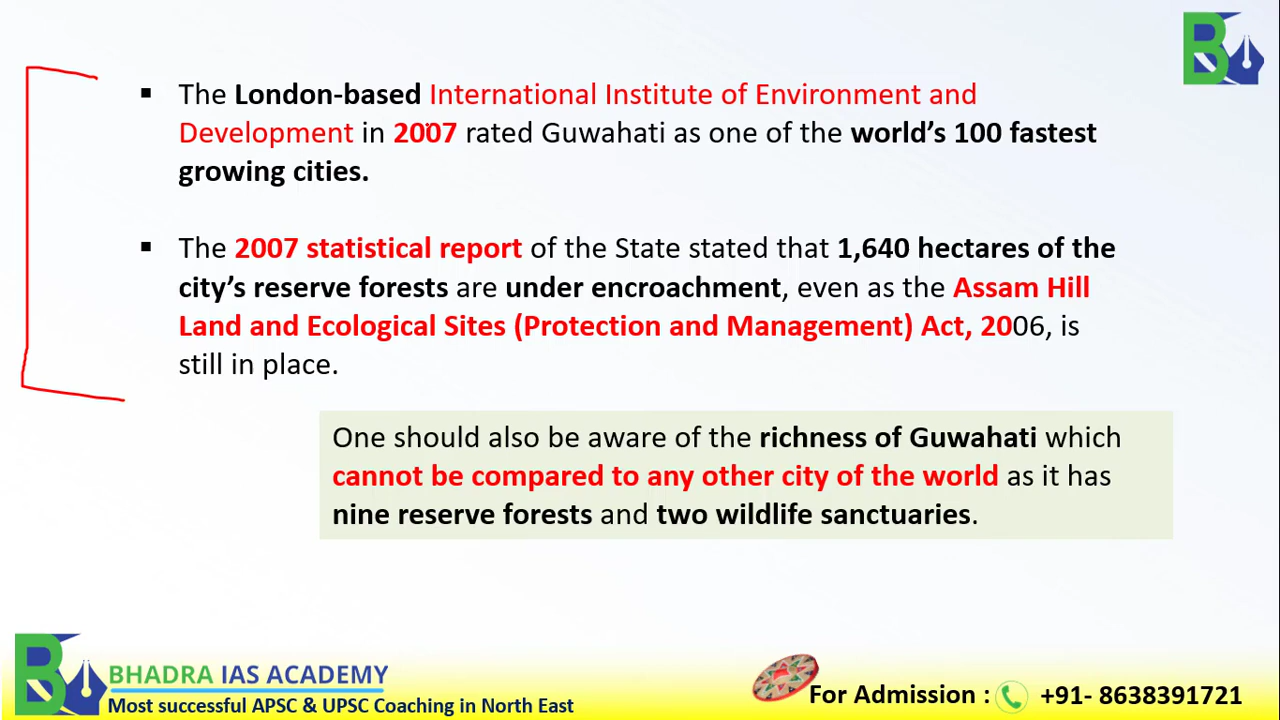 B
▪ The London-based International Institute of Environment and
Development in 2007 rated Guwahati as one of the world's 100 fastest
growing cities.
▪ The 2007 statistical report of the State stated that 1,640 hectares of the
city's reserve forests are under encroachment, even as the Assam Hill
Land and Ecological Sites (Protection and Management) Act, 2006, is
still in place.
One should also be aware of the richness of Guwahati which
cannot be compared to any other city of the world as it has
nine reserve forests and two wildlife sanctuaries.
B
BHADRA IAS ACADEMY
Most successful APSC & UPSC Coaching in North East
For Admission : +91- 8638391721